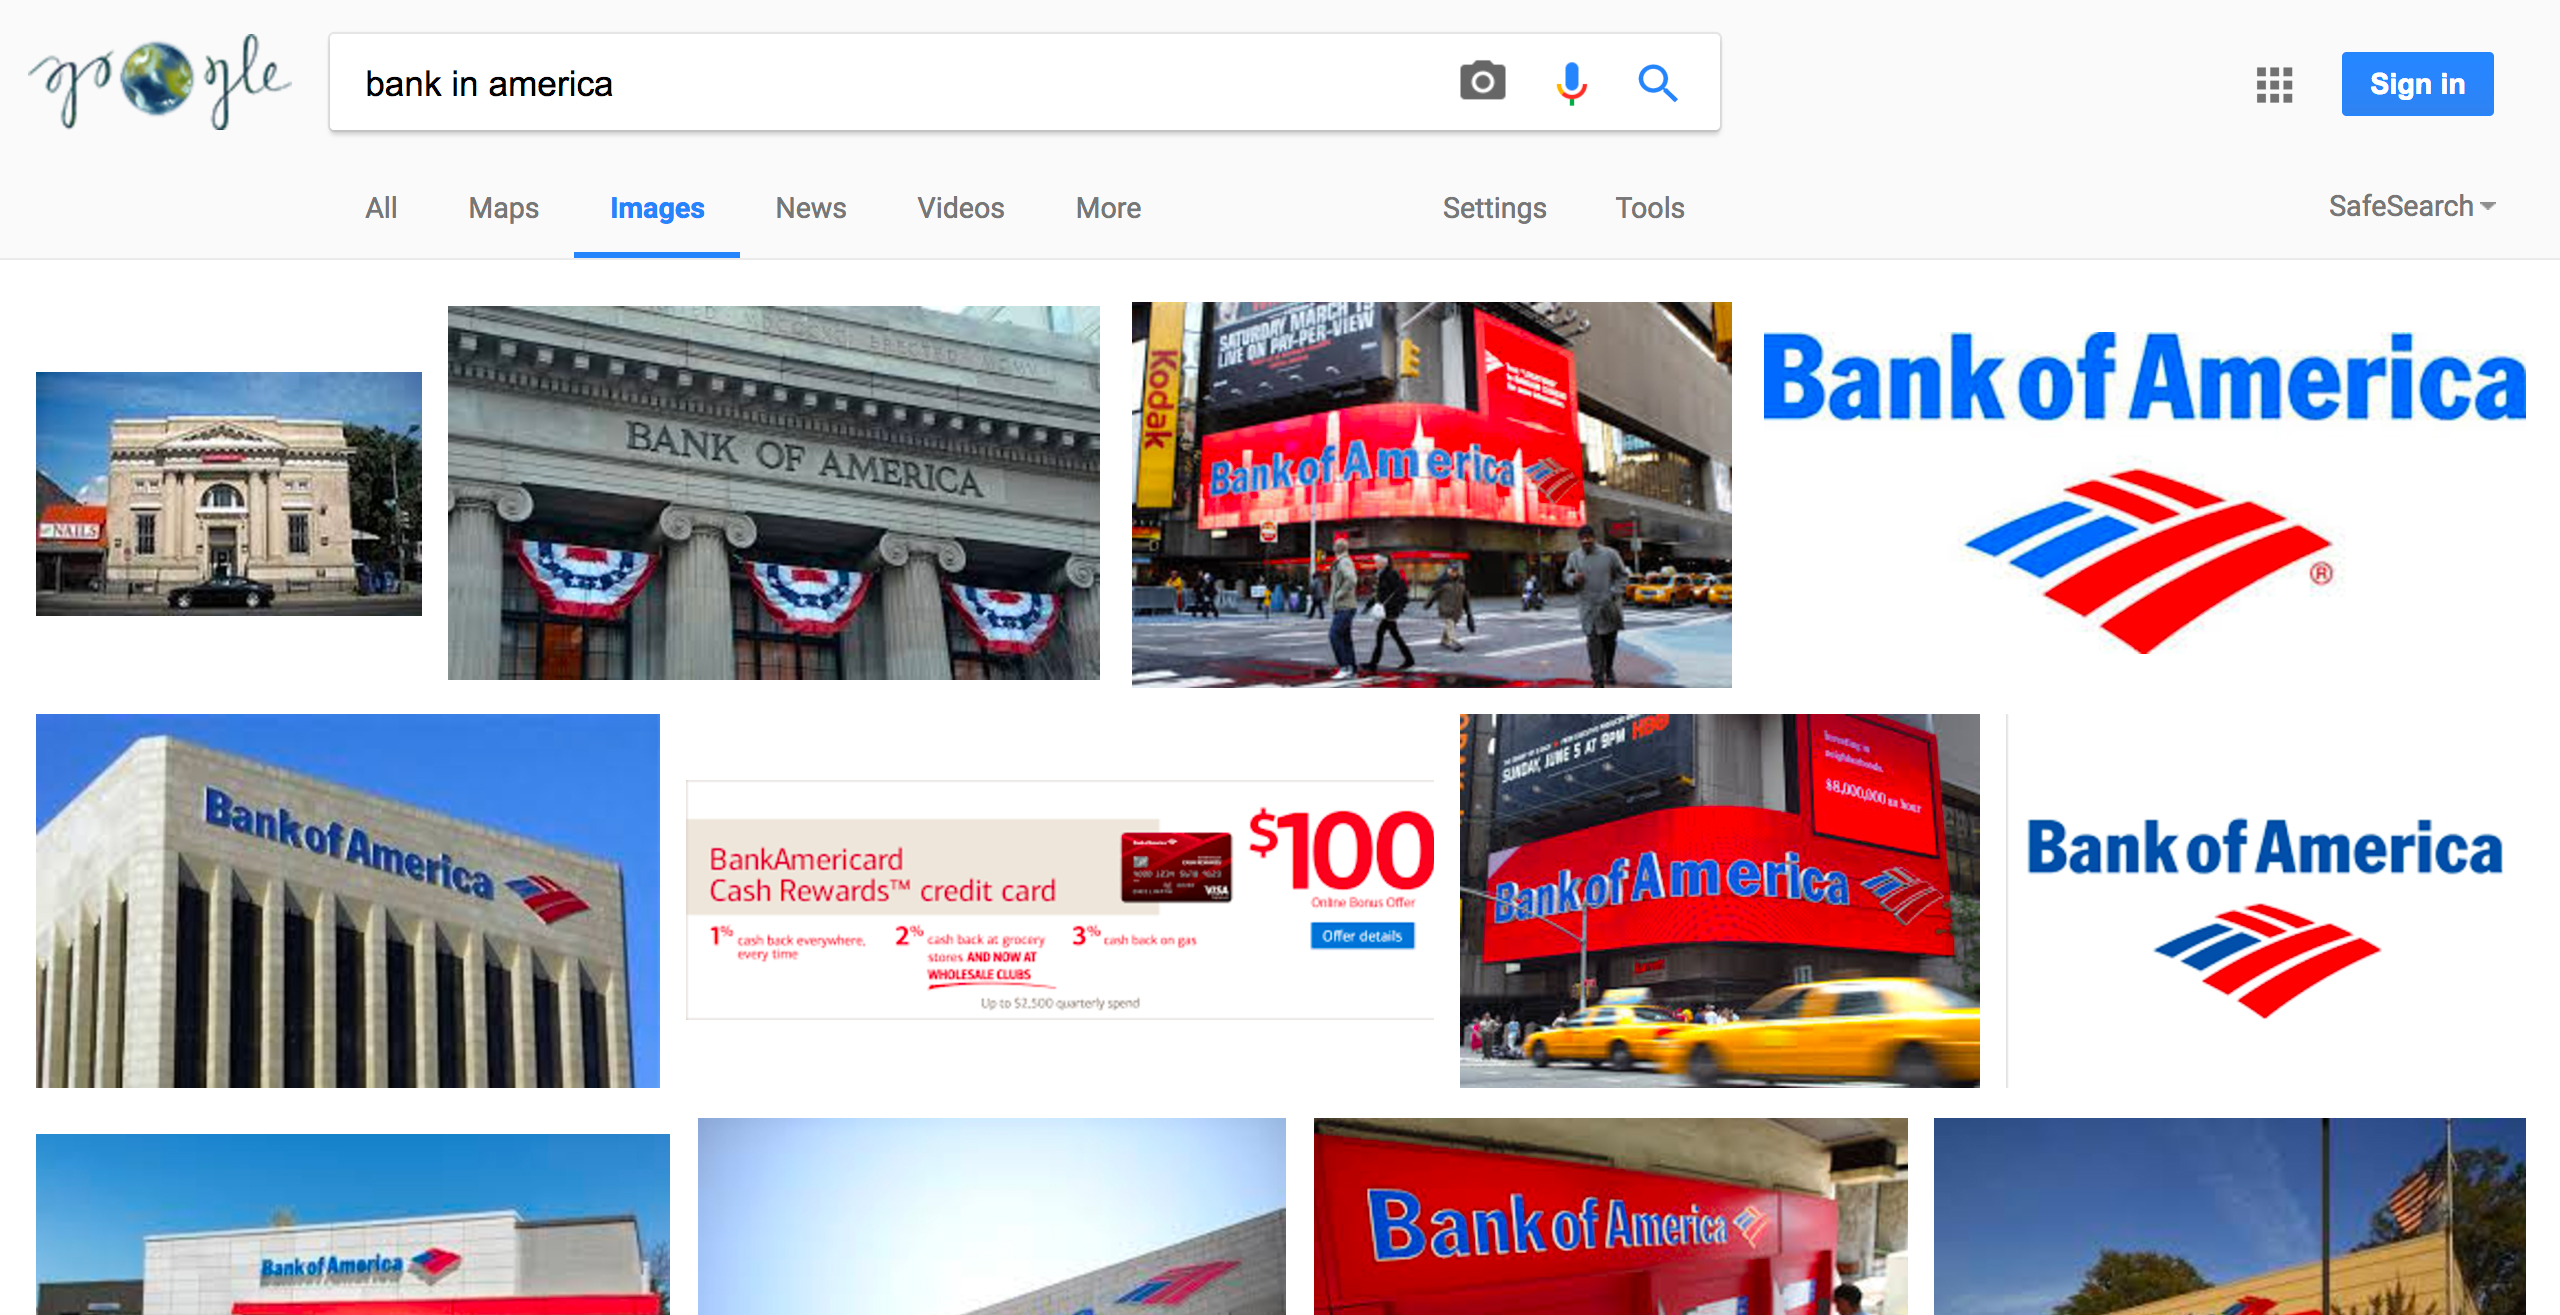 google
bank in america
Sign in
All
Maps
Images
News
Videos
More
Settings
Tools
SafeSearch
NAILS
BANK OF AMERICA
Kodak
SATURDAY MARCH 15
LIVE ON PAY-PER-VIEW
Bank of America
Bank of America
®
Bank of America
BankAmericard
Cash Rewards™ credit card
1% cash back everywhere,
every time
2% cash back at grocery
stores AND NOW AT
WHOLESALE CLUBS
3% cash back on gas
Up to $2,500 quarterly spend
VISA
$100
Online Bonus Offer
Offer details
SUNDAY, JUNE 5 AT 9PM HBO
Investing in
neighborhoods.
$8,000,000 an hour
Bank of America
Bank of America
Bank of America
Bank of America